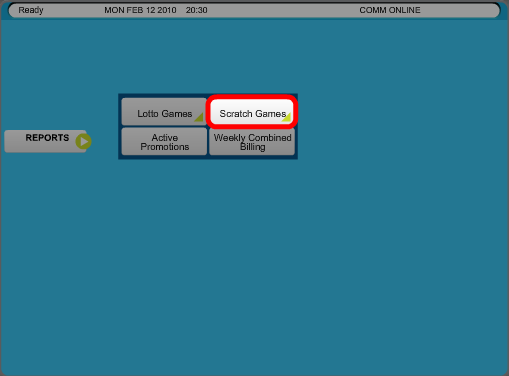 Ready MON FEB 12 2010 20:30 COMM ONLINE
Lotto Games Scratch Games
REPORTS
Active
Promotions
Weekly Combined
Billing